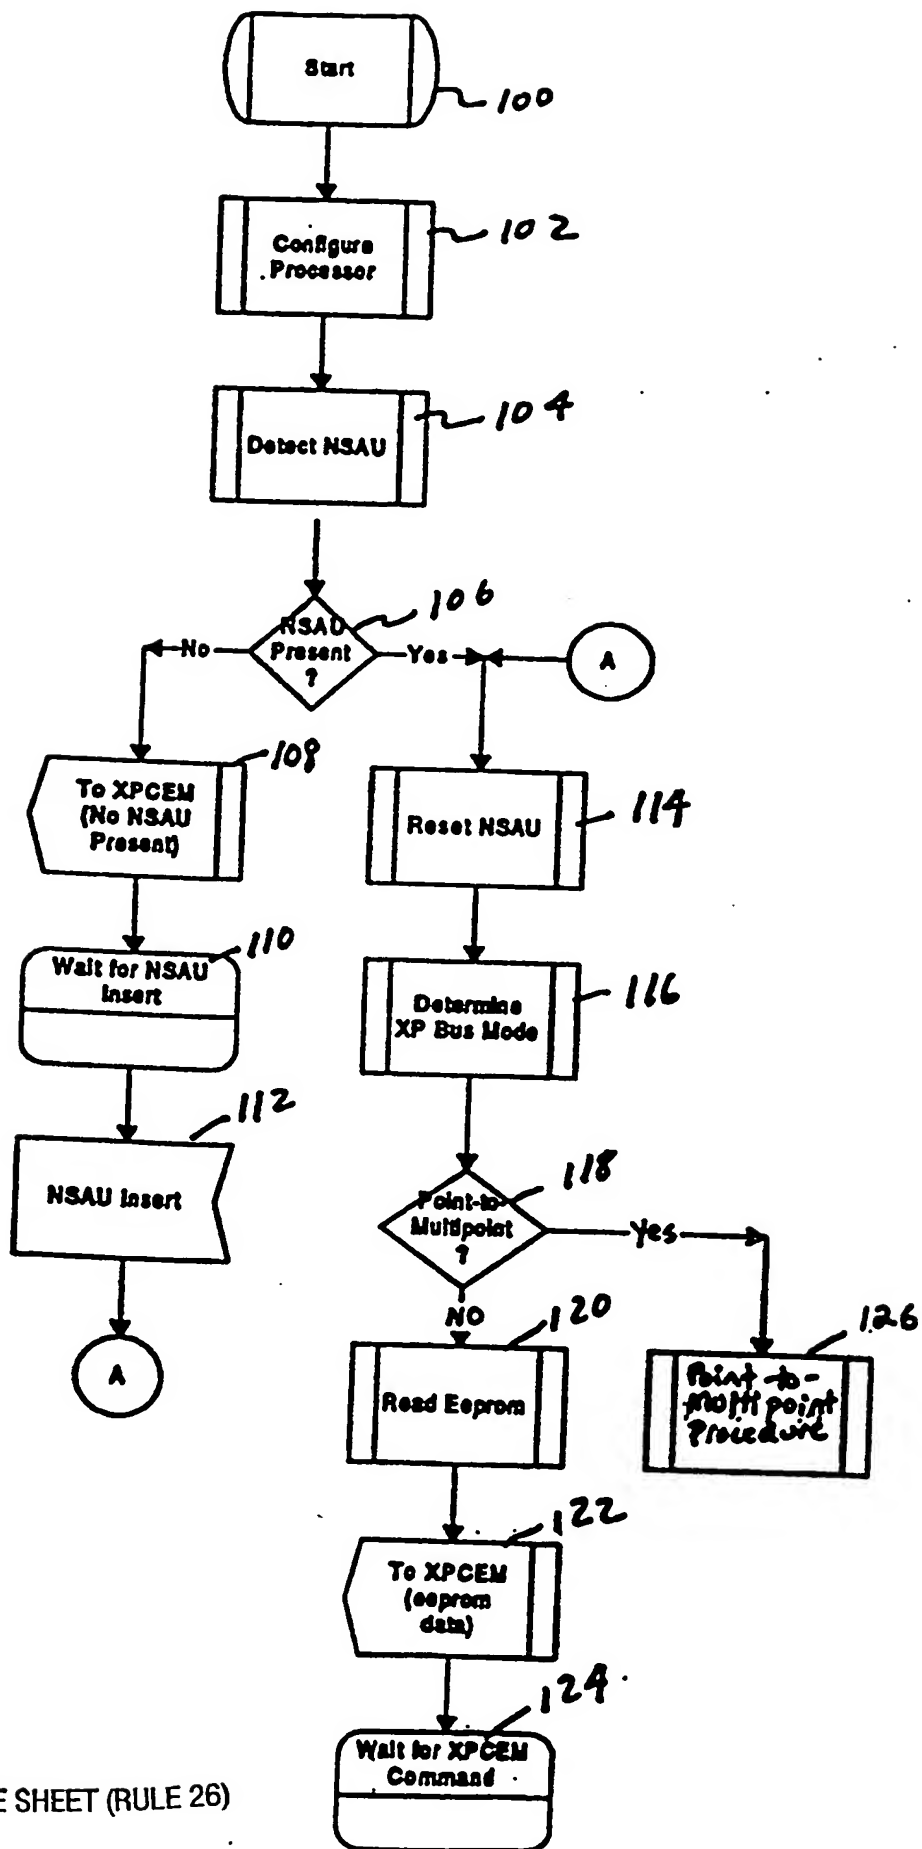 Start
100
Configure
Processor
102
Detect NSAU
104
NSAU
Present
?
106
No
Yes
A
To XPCEM
(No NSAU
Present)
108
Reset NSAU
114
Wait for NSAU
Insert
110
Determine
XP Bus Mode
116
NSAU Insert
112
Point-to-
Multipoint
?
118
Yes
NO
A
Read Eeprom
120
Point-to-
Multipoint
Procedure
126
To XPCEM
(eeprom
data)
122
Wait for XPCEM
Command
124
E SHEET (RULE 26)